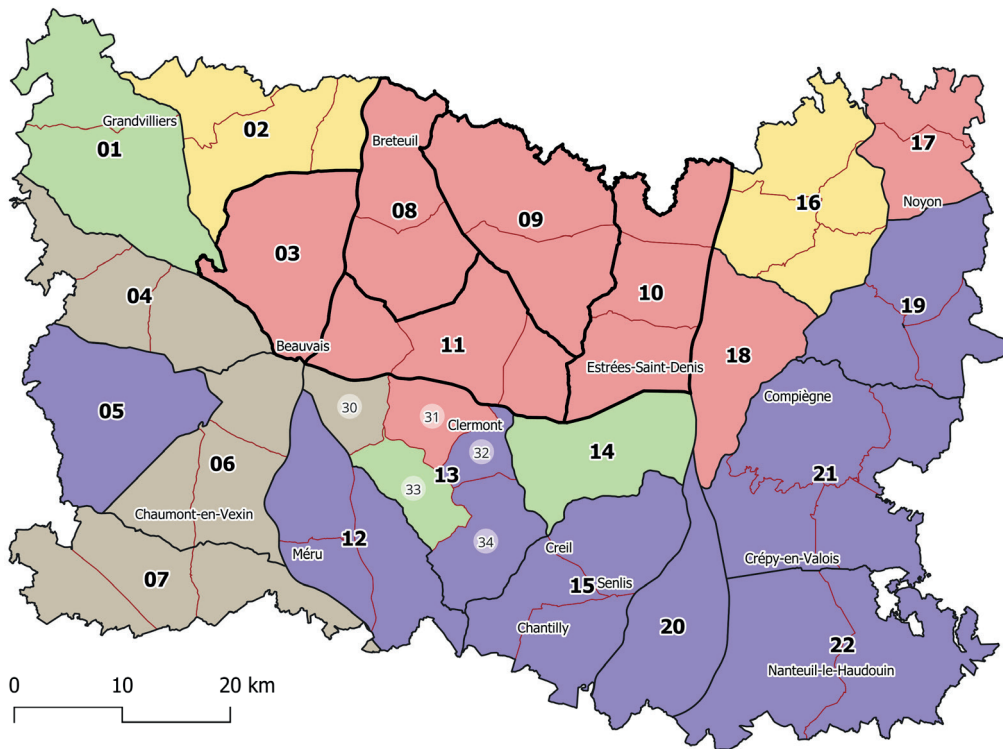 Grandvilliers
01
02
Breteuil
17
Noyon
16
08
09
03
10
04
19
Beauvais
11
Estrées-Saint-Denis
18
Compiègne
05
30
31
Clermont
32
14
13
33
06
21
Chaumont-en-Vexin
12
34
Méru
Creil
Crépy-en-Valois
07
15
Senlis
Chantilly
20
22
Nanteuil-le-Haudouin
0 10 20 km